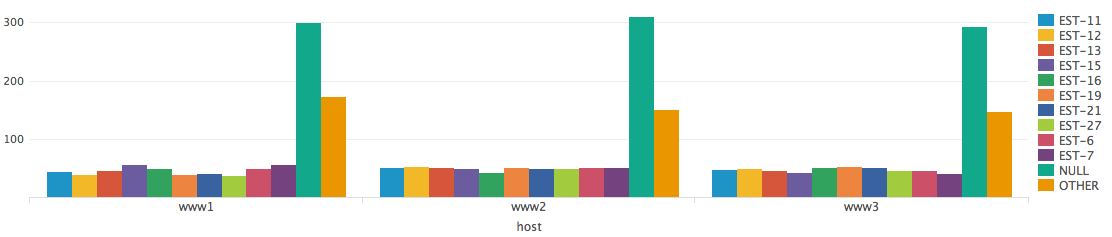 300
200
100
www1
www2
www3
host
EST-11
EST-12
EST-13
EST-15
EST-16
EST-19
EST-21
EST-27
EST-6
EST-7
NULL
OTHER